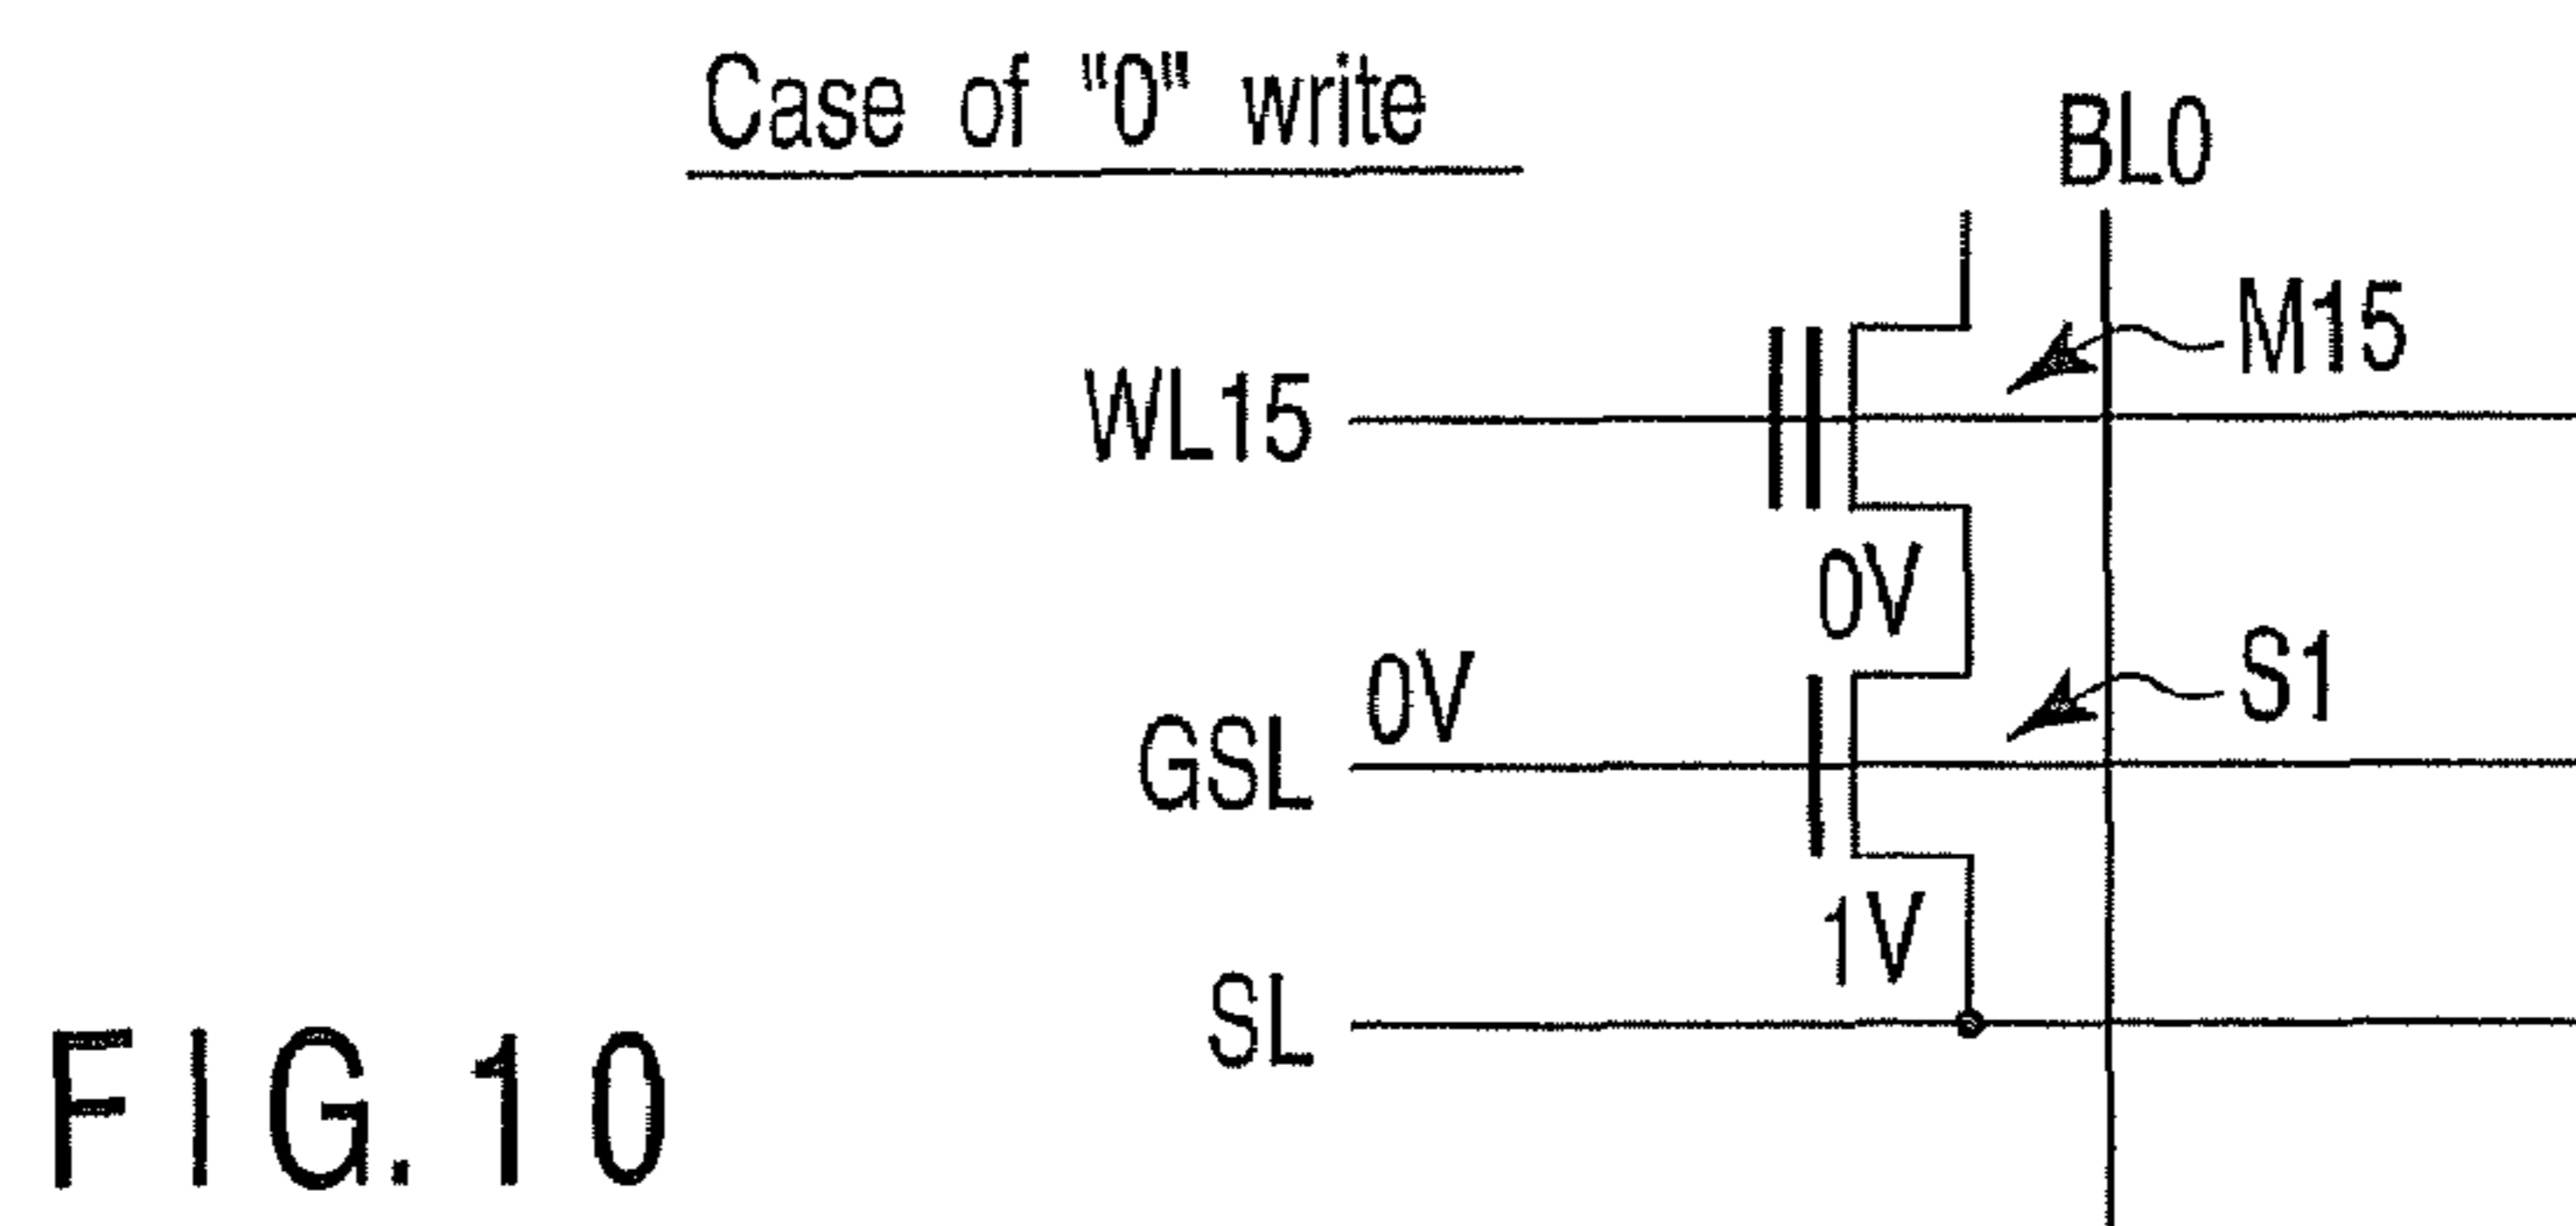 Case of "0" write
BL0
M15
WL15
0V
0V
S1
GSL
1V
SL
FIG.10